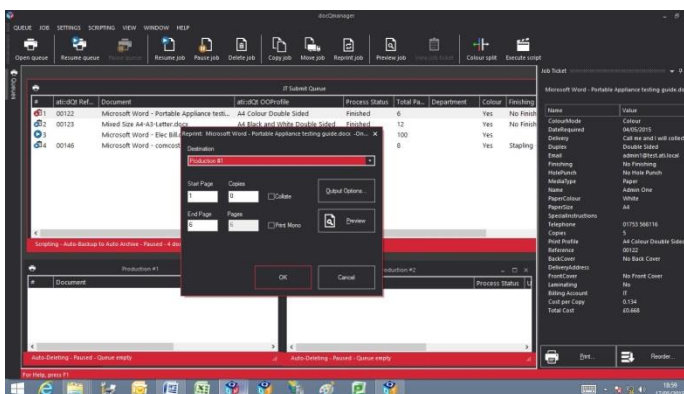 docQmanager
QUEUE JOB SETTINGS SCRIPTING VIEW WINDOW HELP
Open queue Resume queue Pause queue Resume job Pause job Delete job Copy job Move job Reprint job Preview job View job ticket Colour split Execute script
Queues
JT Submit Queue
# Document Process Status Total Pa... Department Colour Finishing
1 00122 Microsoft Word - Portable Appliance testi... A4 Colour Double Sided Finished 6 Yes No Finish
2 00123 Mixed Size A4-A3-Letter.docx A4 Black and White Double Sided Finished 12 Yes No Finish
3 Microsoft Word - Elec Bill.d 100 Yes
4 00146 Microsoft Word - comcost 6 Yes Stapling
Scripting - Auto-Backup to Auto Archive - Paused - 4 do
Reprint: Microsoft Word - Portable Appliance testing guide.docx -On...
Destination
Production #1
Start Page Copies
1 0 Collate Output Options...
End Page Pages
6 6 Print Mono Preview
OK Cancel
Production #1
# Document
Auto-Deleting - Paused - Queue empty
Production #2
Process Status U
Auto-Deleting - Paused - Queue empty
For Help, press F1
Job Ticket
Microsoft Word - Portable Appliance testing guide.do
Name Value
ColourMode Colour
DateRequired 04/05/2015
Delivery Call me and I will collect
Duplex Double Sided
Email admin1@test.ati.local
Finishing No Finishing
HolePunch No Hole Punch
MediaType Paper
Name Admin One
PaperColour White
PaperSize A4
SpecialInstructions
Telephone 01753 566116
Copies 5
Print Profile A4 Colour Double Sided
Reference 00122
BackCover No Back Cover
DeliveryAddress
FrontCover No Front Cover
Laminating No
Billing Account IT
Cost per Copy 0.134
Total Cost £0.668
Print... Reorder...
18:59